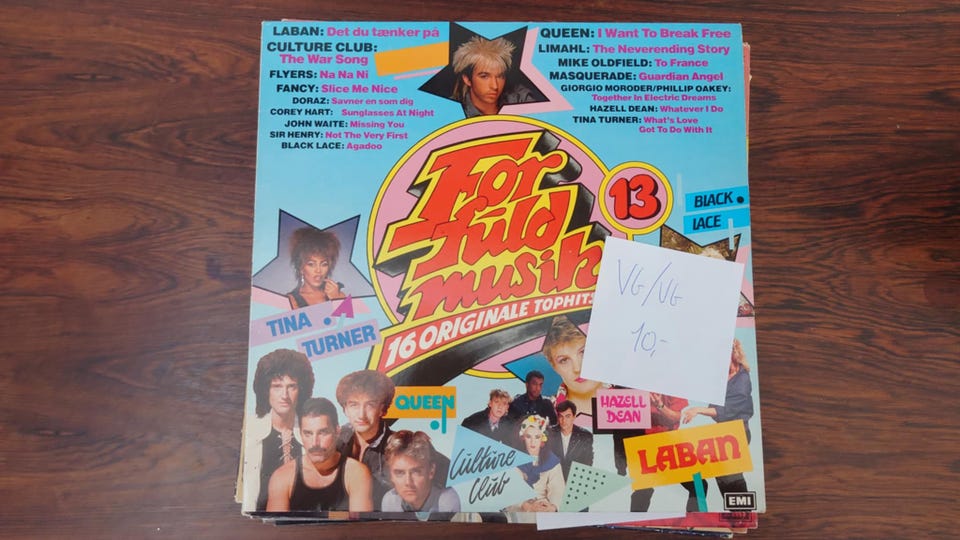 LABAN: Det du tænker på
CULTURE CLUB:
The War Song
FLYERS: Na Na Ni
FANCY: Slice Me Nice
DORAZ: Savner en som dig
COREY HART: Sunglasses At Night
JOHN WAITE: Missing You
SIR HENRY: Not The Very First
BLACK LACE: Agadoo
QUEEN: I Want To Break Free
LIMAHL: The Neverending Story
MIKE OLDFIELD: To France
MASQUERADE: Guardian Angel
GIORGIO MORODER/PHILLIP OAKEY:
Together In Electric Dreams
HAZELL DEAN: Whatever I Do
TINA TURNER: What's Love
Got To Do With It
For
fuld
musik
13
16 ORIGINALE TOPHITS
BLACK
LACE
VG/VG
10,-
TINA
TURNER
QUEEN
Culture
Club
HAZELL
DEAN
LABAN
EMI